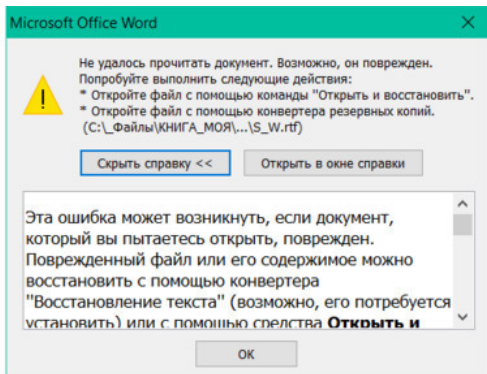 Microsoft Office Word
Не удалось прочитать документ. Возможно, он поврежден.
Попробуйте выполнить следующие действия:
* Откройте файл с помощью команды "Открыть и восстановить".
* Откройте файл с помощью конвертера резервных копий.
(C:\_Файлы\КНИГА_МОЯ\...\S_W.rtf)
Скрыть справку << Открыть в окне справки
Эта ошибка может возникнуть, если документ,
который вы пытаетесь открыть, поврежден.
Поврежденный файл или его содержимое можно
восстановить с помощью конвертера
"Восстановление текста" (возможно, его потребуется
установить) или с помощью средства Открыть и
ОК